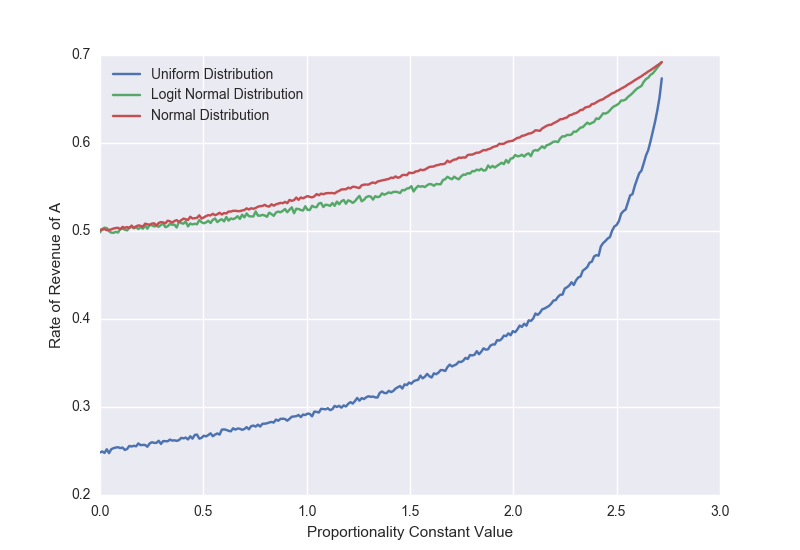 0.7
0.6
0.5
0.4
0.3
0.2
Rate of Revenue of A
Uniform Distribution
Logit Normal Distribution
Normal Distribution
0.0 0.5 1.0 1.5 2.0 2.5 3.0
Proportionality Constant Value